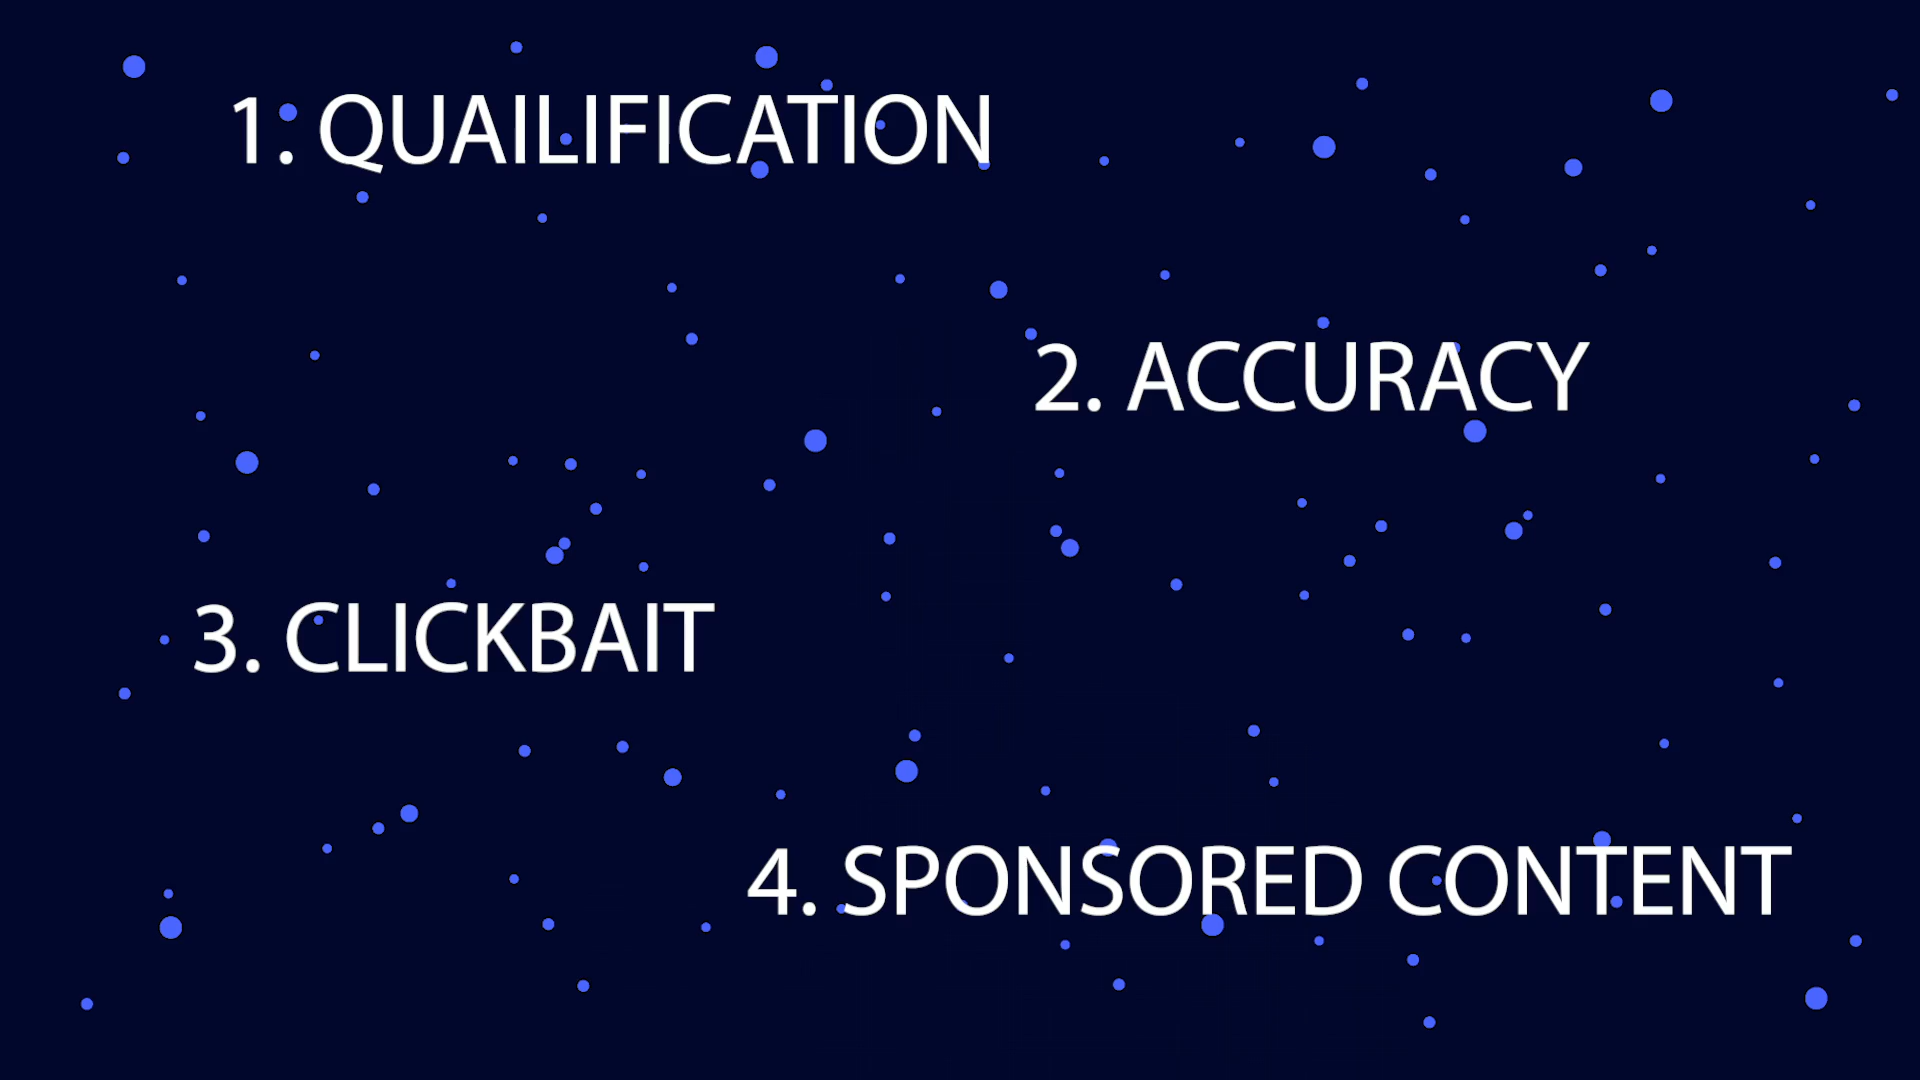 1: QUAILIFICATION
2. ACCURACY
3. CLICKBAIT
4. SPONSORED CONTENT